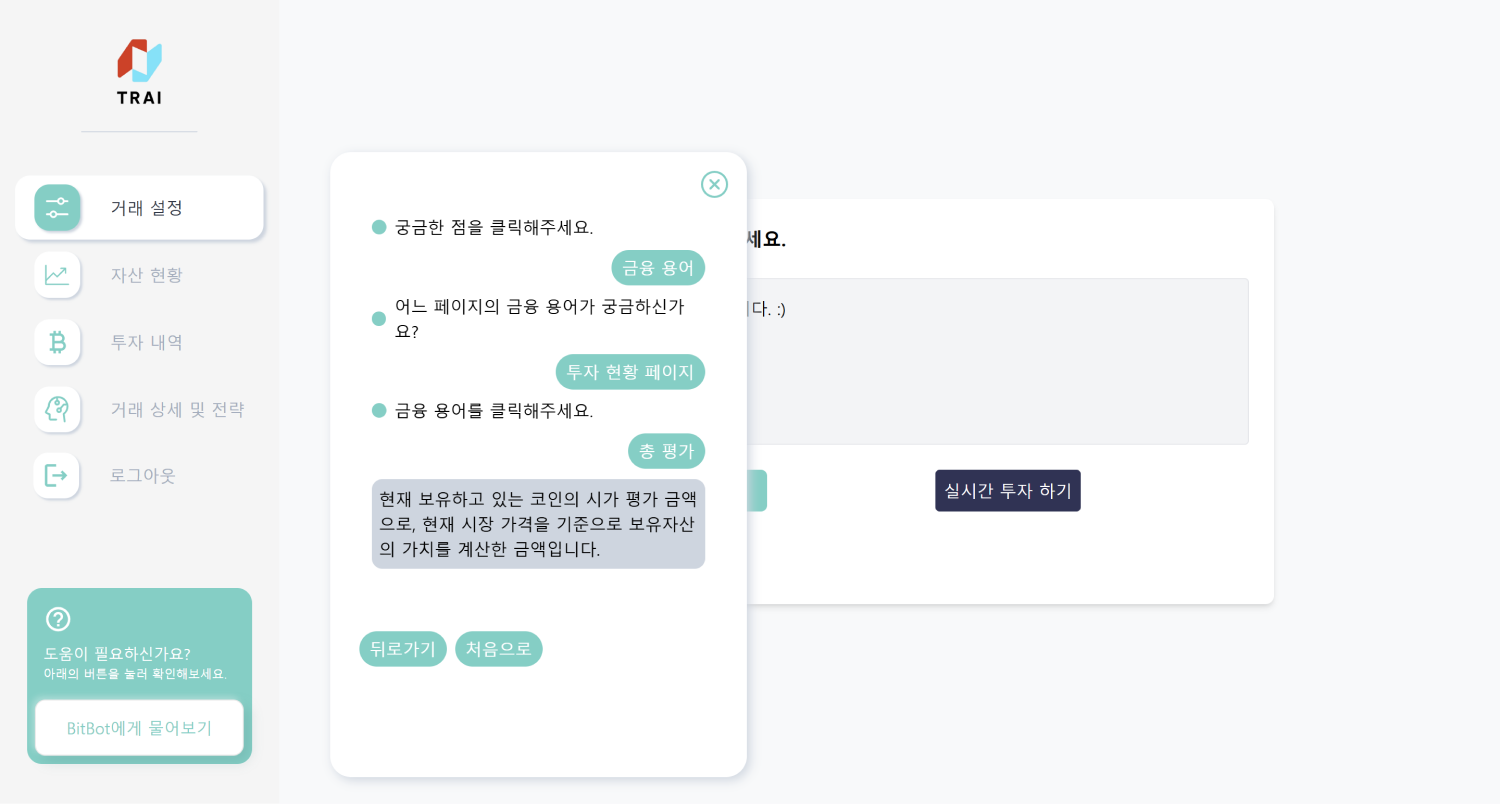 TRAI
거래 설정
자산 현황
투자 내역
거래 상세 및 전략
로그아웃
도움이 필요하신가요?
아래의 버튼을 눌러 확인해보세요.
BitBot에게 물어보기
궁금한 점을 클릭해주세요.
금융 용어
어느 페이지의 금융 용어가 궁금하신가
요?
투자 현황 페이지
금융 용어를 클릭해주세요.
총 평가
현재 보유하고 있는 코인의 시가 평가 금액
으로, 현재 시장 가격을 기준으로 보유자산
의 가치를 계산한 금액입니다.
뒤로가기
처음으로
세요.
다. :)
실시간 투자 하기